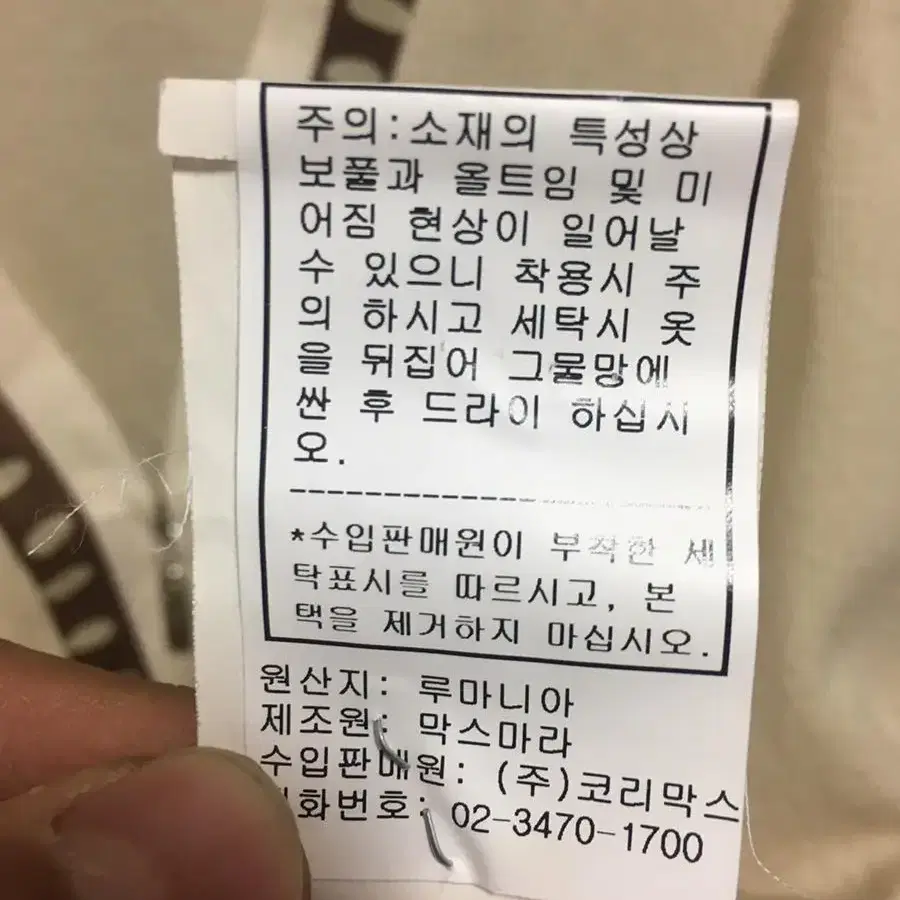 주의:소재의 특성상
보풀과 올트임 및 미
어짐 현상이 일어날
수 있으니 착용시 주
의 하시고 세탁시 옷
을 뒤집어 그물망에
싼 후 드라이 하십시
오.
*수입판매원이 부착한 세
탁표시를 따르시고, 본
택을 제거하지 마십시오.
원산지: 루마니아
제조원: 막스마라
수입판매원: (주)코리막스
화번호: 02-3470-1700